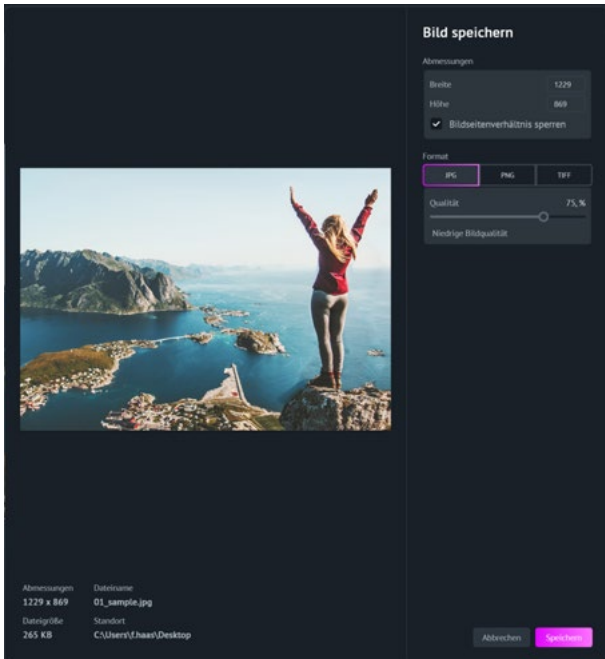 Bild speichern
Abmessungen
Breite 1229
Höhe 869
Bildseitenverhältnis sperren
Format
JPG PNG TIFF
Qualität 75, %
Niedrige Bildqualität
Abmessungen Dateiname
1229 x 869 01_sample.jpg
Dateigröße Standort
265 KB C:\Users\f.haas\Desktop
Abbrechen Speichern